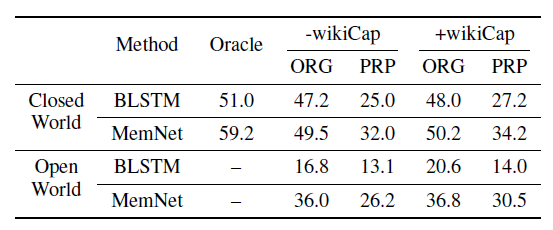 Method Oracle -wikiCap +wikiCap
ORG PRP ORG PRP
Closed World BLSTM 51.0 47.2 25.0 48.0 27.2
MemNet 59.2 49.5 32.0 50.2 34.2
Open World BLSTM – 16.8 13.1 20.6 14.0
MemNet – 36.0 26.2 36.8 30.5